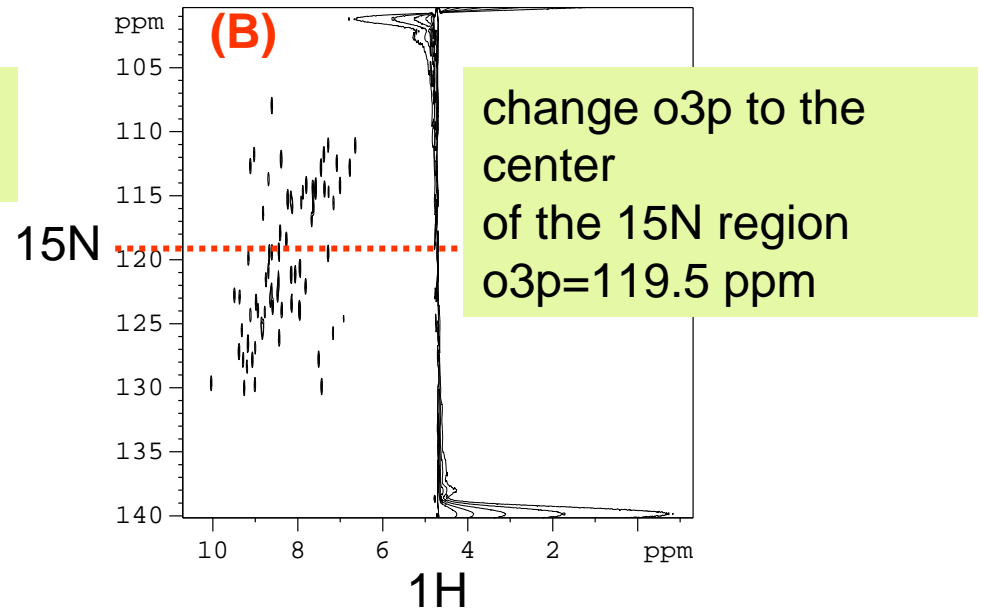 ppm
(B)
105
110
115
120
125
130
135
140
15N
10 8 6 4 2 ppm
1H
change o3p to the
center
of the 15N region
o3p=119.5 ppm